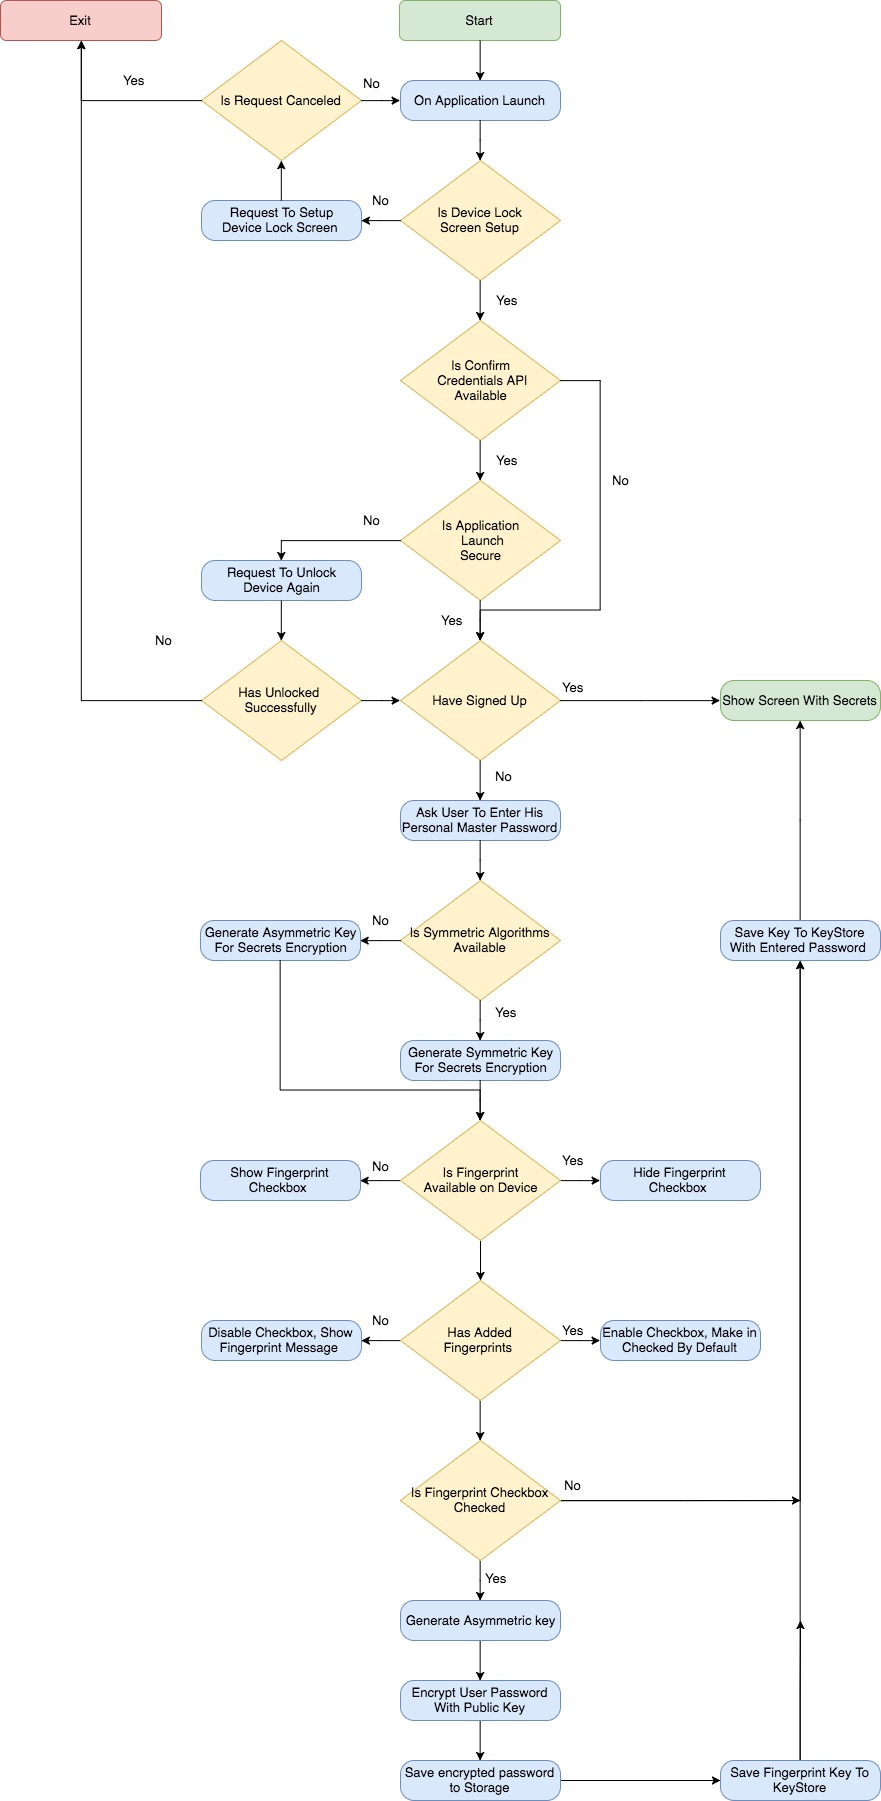 Exit
Start
Yes
Is Request Canceled
No
On Application Launch
Request To Setup
Device Lock Screen
No
Is Device Lock
Screen Setup
Yes
Is Confirm
Credentials API
Available
Yes
No
No
Is Application
Launch
Secure
Request To Unlock
Device Again
Yes
No
Has Unlocked
Successfully
Have Signed Up
Yes
Show Screen With Secrets
No
Ask User To Enter His
Personal Master Password
Generate Asymmetric Key
For Secrets Encryption
No
Is Symmetric Algorithms
Available
Save Key To KeyStore
With Entered Password
Yes
Generate Symmetric Key
For Secrets Encryption
Show Fingerprint
Checkbox
No
Is Fingerprint
Available on Device
Yes
Hide Fingerprint
Checkbox
Disable Checkbox, Show
Fingerprint Message
No
Has Added
Fingerprints
Yes
Enable Checkbox, Make in
Checked By Default
Is Fingerprint Checkbox
Checked
No
Yes
Generate Asymmetric key
Encrypt User Password
With Public Key
Save encrypted password
to Storage
Save Fingerprint Key To
KeyStore